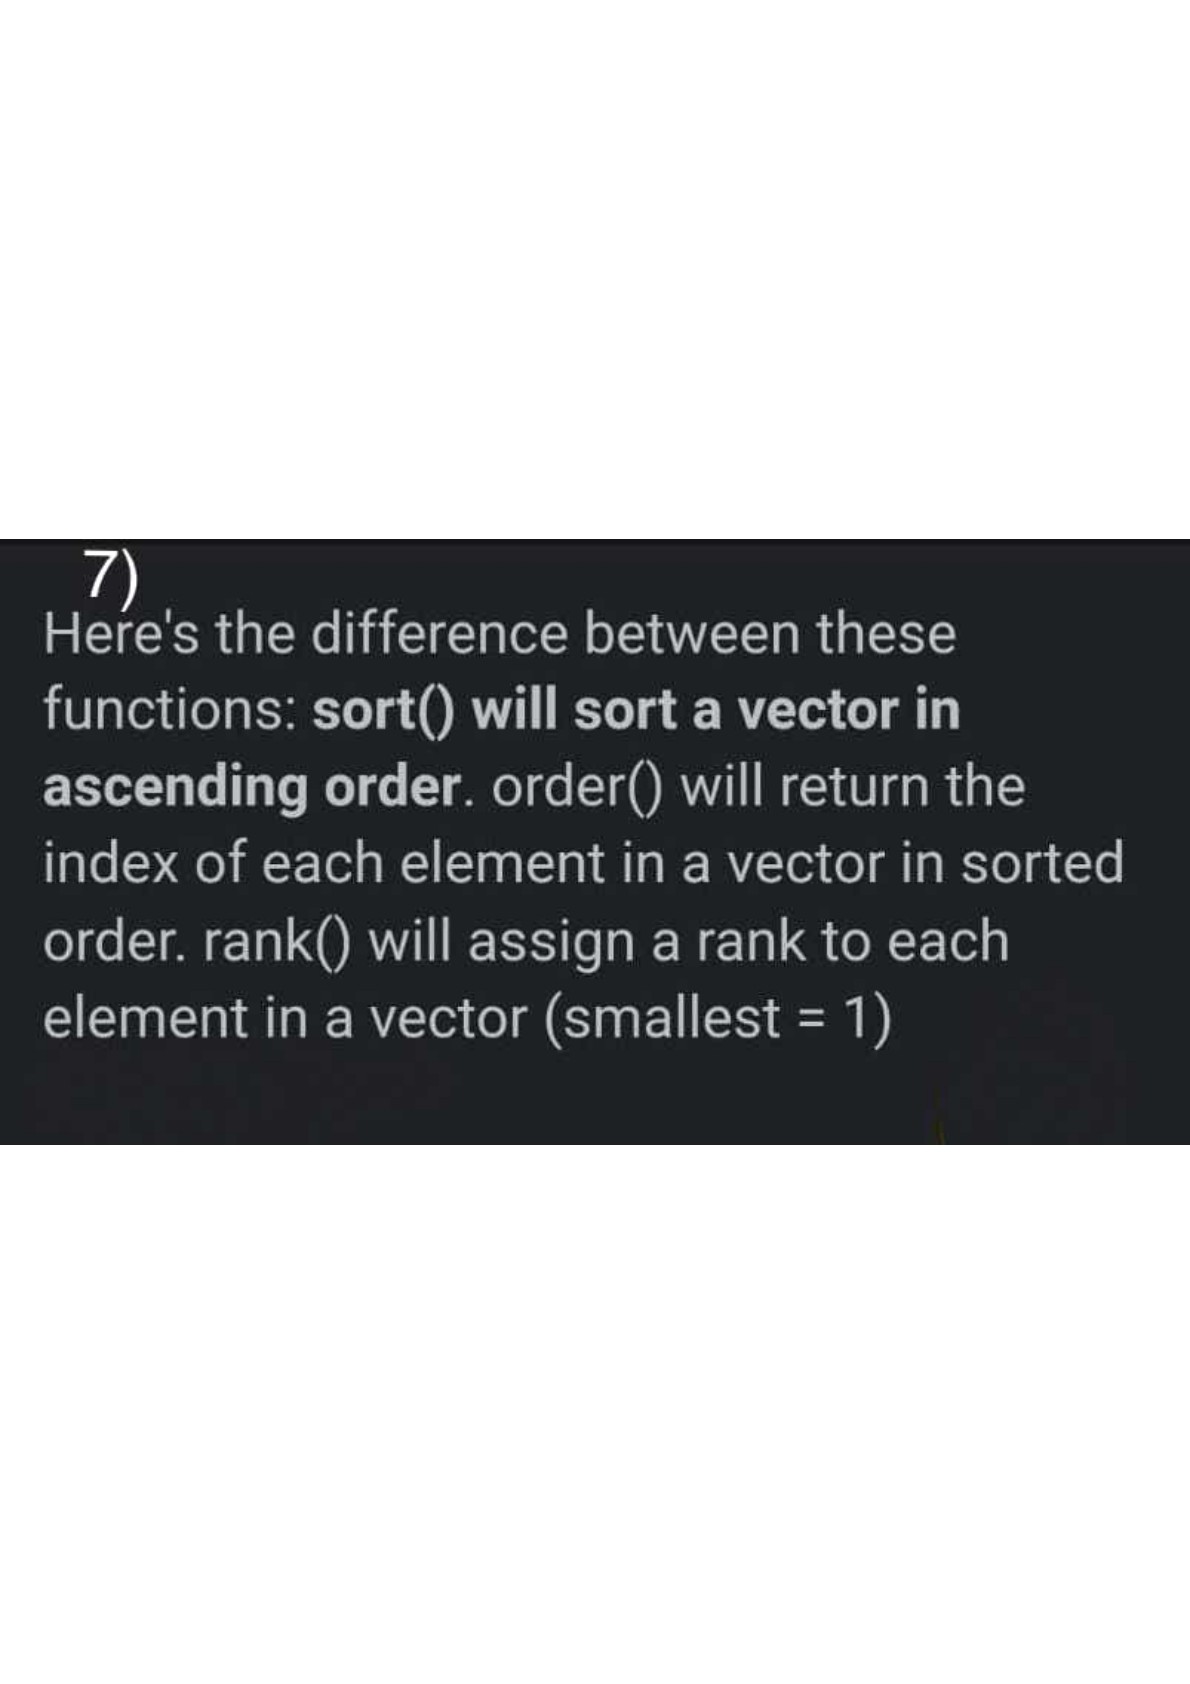 7)
Here's the difference between these
functions: sort() will sort a vector in
ascending order. order() will return the
index of each element in a vector in sorted
order. rank() will assign a rank to each
element in a vector (smallest = 1)